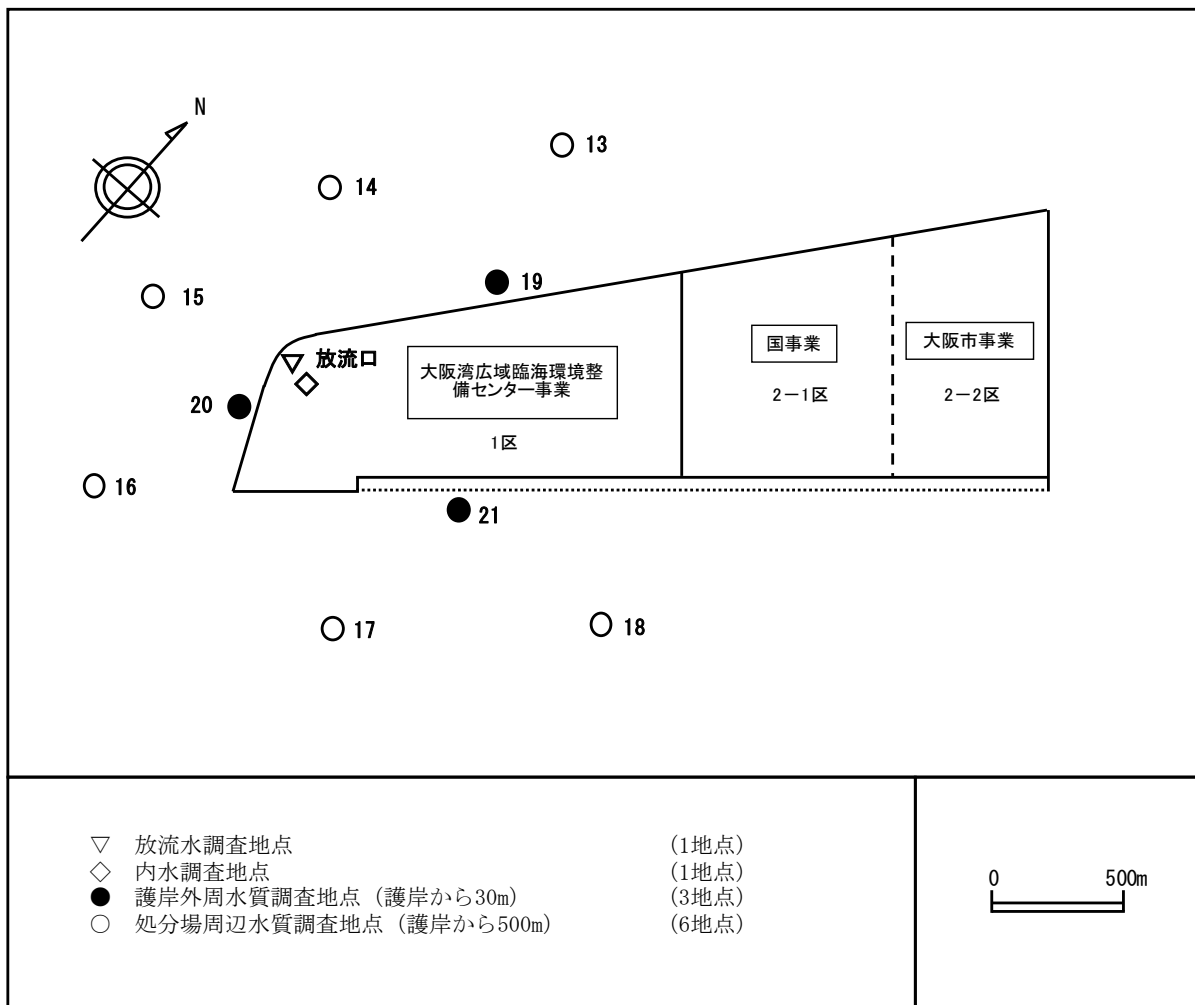 N
13
14
15
19
放流口
大阪湾広域臨海環境整
備センター事業
1区
国事業
2－1区
大阪市事業
2－2区
20
16
21
17
18
▽ 放流水調査地点 (1地点)
◇ 内水調査地点 (1地点)
● 護岸外周水質調査地点（護岸から30m） (3地点)
○ 処分場周辺水質調査地点（護岸から500m） (6地点)
0 500m